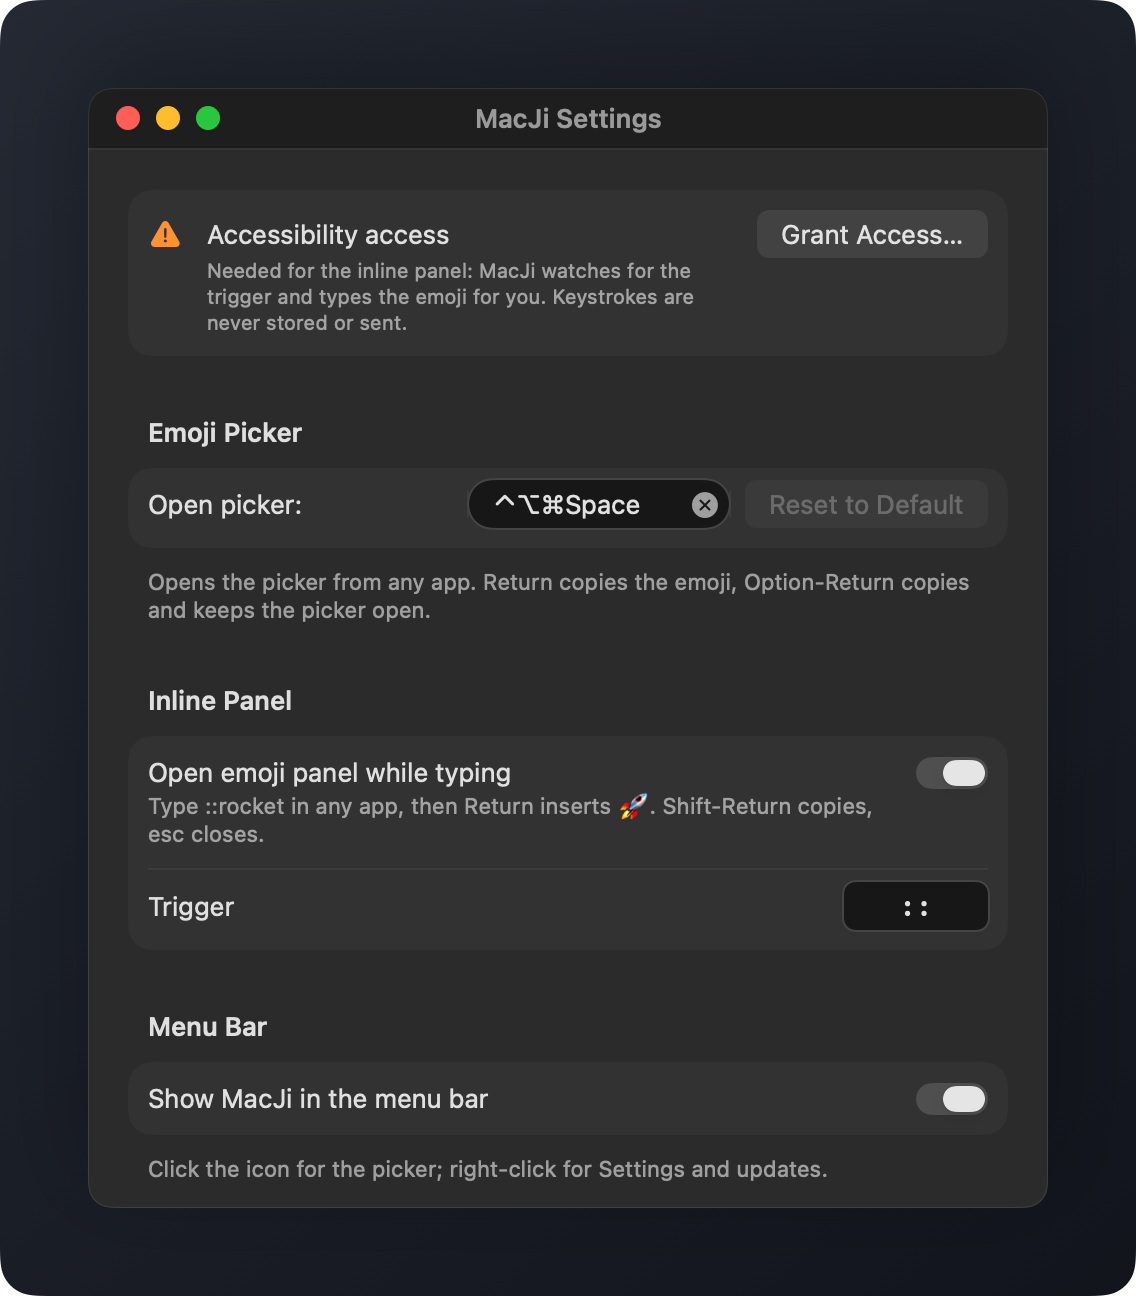 MacJi Settings
Accessibility access
Grant Access...
Needed for the inline panel: MacJi watches for the
trigger and types the emoji for you. Keystrokes are
never stored or sent.
Emoji Picker
Open picker:
^⌥⌘Space
Reset to Default
Opens the picker from any app. Return copies the emoji, Option-Return copies
and keeps the picker open.
Inline Panel
Open emoji panel while typing
Type ::rocket in any app, then Return inserts 🚀. Shift-Return copies,
esc closes.
Trigger
::
Menu Bar
Show MacJi in the menu bar
Click the icon for the picker; right-click for Settings and updates.